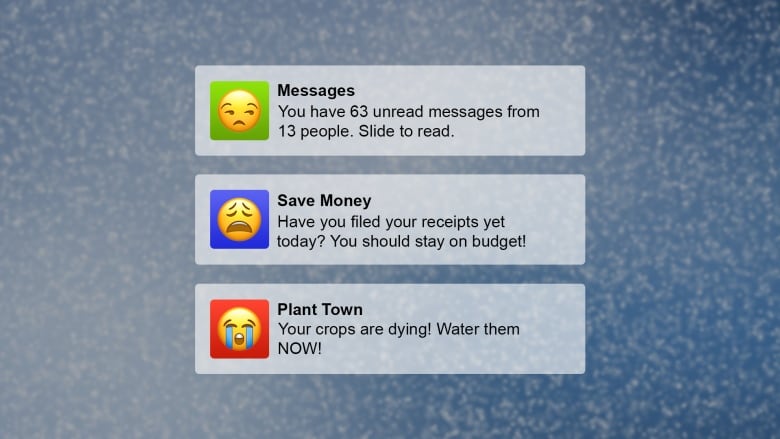 Messages
You have 63 unread messages from
13 people. Slide to read.
Save Money
Have you filed your receipts yet
today? You should stay on budget!
Plant Town
Your crops are dying! Water them
NOW!